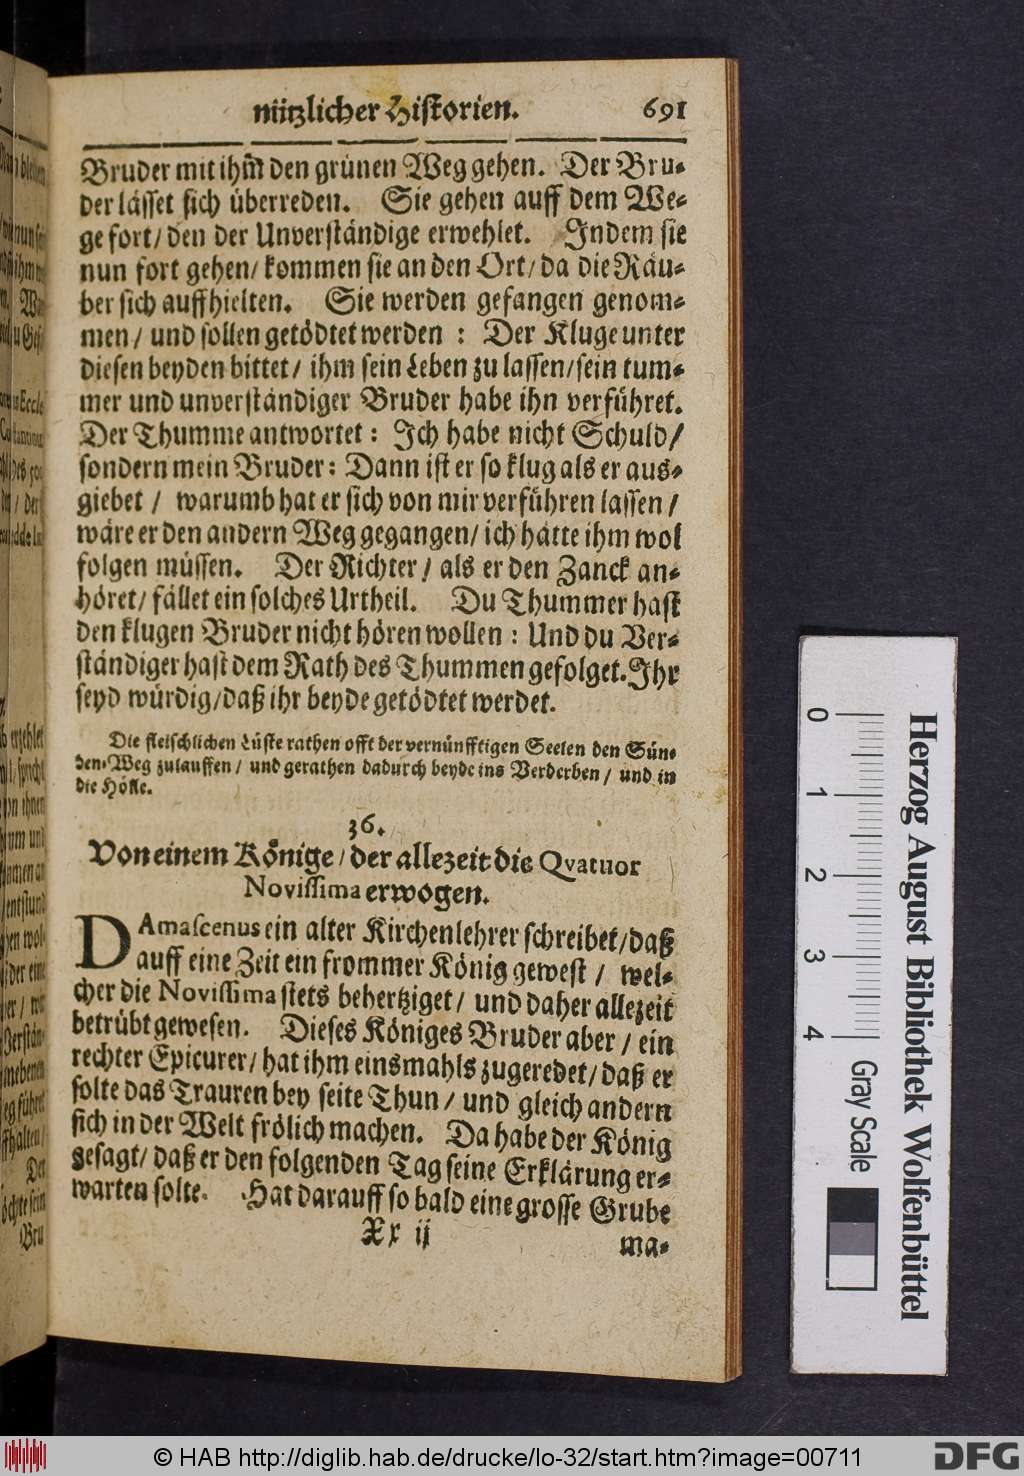 nützlicher Historien. 691
Bruder mit ihm̃ den grünen Weg gehen. Der Bru-
der lässet sich überreden. Sie gehen auff dem We-
ge fort/ den der Unverständige erwehlet. Indem sie
nun fort gehen/ kommen sie an den Ort/ da die Räu-
ber sich auffhielten. Sie werden gefangen genom-
men/ und sollen getödtet werden : Der Kluge unter
diesen beyden bittet/ ihm sein Leben zu lassen/ sein tum-
mer und unverständiger Bruder habe ihn verführet.
Der Thumme antwortet : Ich habe nicht Schuld/
sondern mein Bruder : Dann ist er so klug als er aus-
giebet / warumb hat er sich von mir verführen lassen /
wäre er den andern Weg gegangen/ ich hätte ihm wol
folgen müssen. Der Richter / als er den Zanck an-
höret/ fället ein solches Urtheil. Du Thummer hast
den klugen Bruder nicht hören wollen : Und du Ver-
ständiger hast dem Rath des Thummen gefolget. Ihr
seyd würdig/ daß ihr beyde getödtet werdet.
Die fleischlichen Lüste rathen offt der vernünfftigen Seelen den Sün-
den-Weg zulauffen / und gerathen dadurch beyde ins Verderben / und in
die Hölle.
36.
Von einem Könige / der allezeit die Qvatuor
Novissima erwogen.
DAmascenus ein alter Kirchenlehrer schreibet/ daß
auff eine Zeit ein frommer König gewest / wel-
cher die Novissima stets behertziget / und daher allezeit
betrübt gewesen. Dieses Königes Bruder aber / ein
rechter Epicurer/ hat ihm einsmahls zugeredet/ daß er
solte das Trauren bey seite Thun / und gleich andern
sich in der Welt frölich machen. Da habe der König
gesagt/ daß er den folgenden Tag seine Erklärung er-
warten solte. Hat darauff so bald eine grosse Grube
Xx ij ma-
0 1 2 3 4
Herzog August Bibliothek Wolfenbüttel
Gray Scale
© HAB http://diglib.hab.de/drucke/lo-32/start.htm?image=00711
DFG